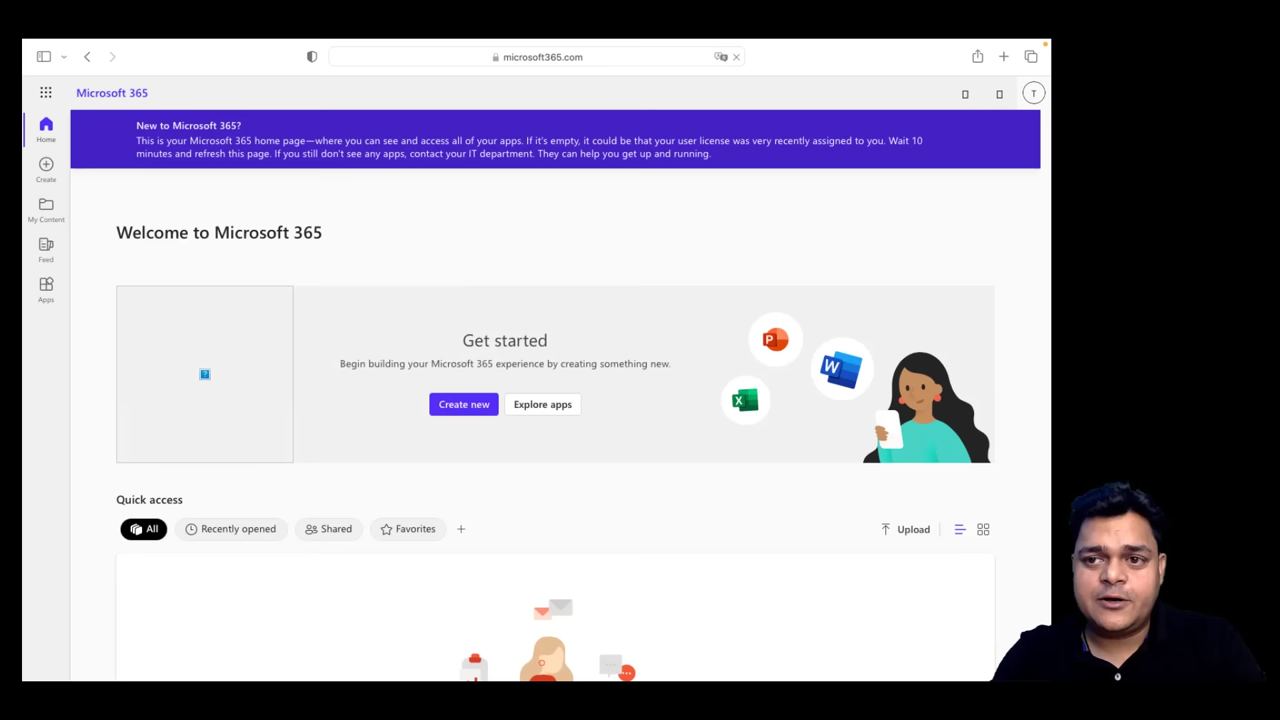 microsoft365.com
Microsoft 365
T
New to Microsoft 365?
This is your Microsoft 365 home page—where you can see and access all of your apps. If it's empty, it could be that your user license was very recently assigned to you. Wait 10
minutes and refresh this page. If you still don't see any apps, contact your IT department. They can help you get up and running.
Home
Create
My Content
Feed
Apps
Welcome to Microsoft 365
Get started
Begin building your Microsoft 365 experience by creating something new.
Create new
Explore apps
?
P
W
X
Quick access
All
Recently opened
Shared
Favorites
Upload